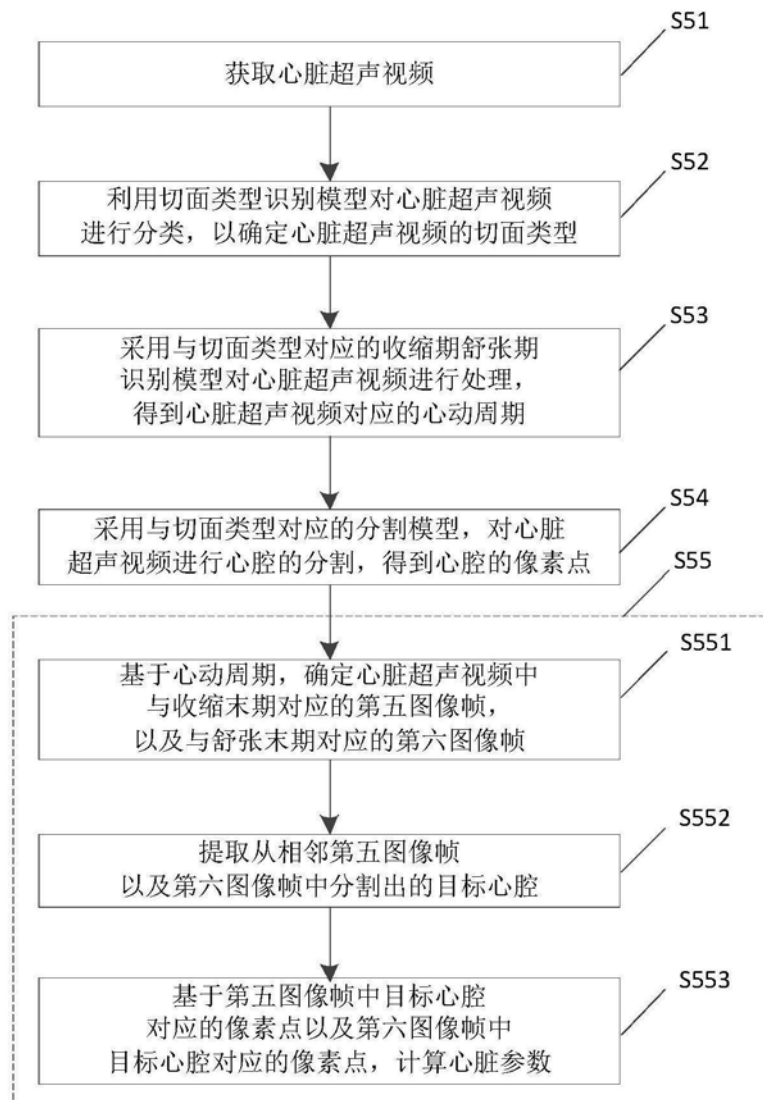 S51
获取心脏超声视频
S52
利用切面类型识别模型对心脏超声视频
进行分类，以确定心脏超声视频的切面类型
S53
采用与切面类型对应的收缩期舒张期
识别模型对心脏超声视频进行处理，
得到心脏超声视频对应的心动周期
S54
采用与切面类型对应的分割模型，对心脏
超声视频进行心腔的分割，得到心腔的像素点
S55
S551
基于心动周期，确定心脏超声视频中
与收缩末期对应的第五图像帧，
以及与舒张末期对应的第六图像帧
S552
提取从相邻第五图像帧
以及第六图像帧中分割出的目标心腔
S553
基于第五图像帧中目标心腔
对应的像素点以及第六图像帧中
目标心腔对应的像素点，计算心脏参数